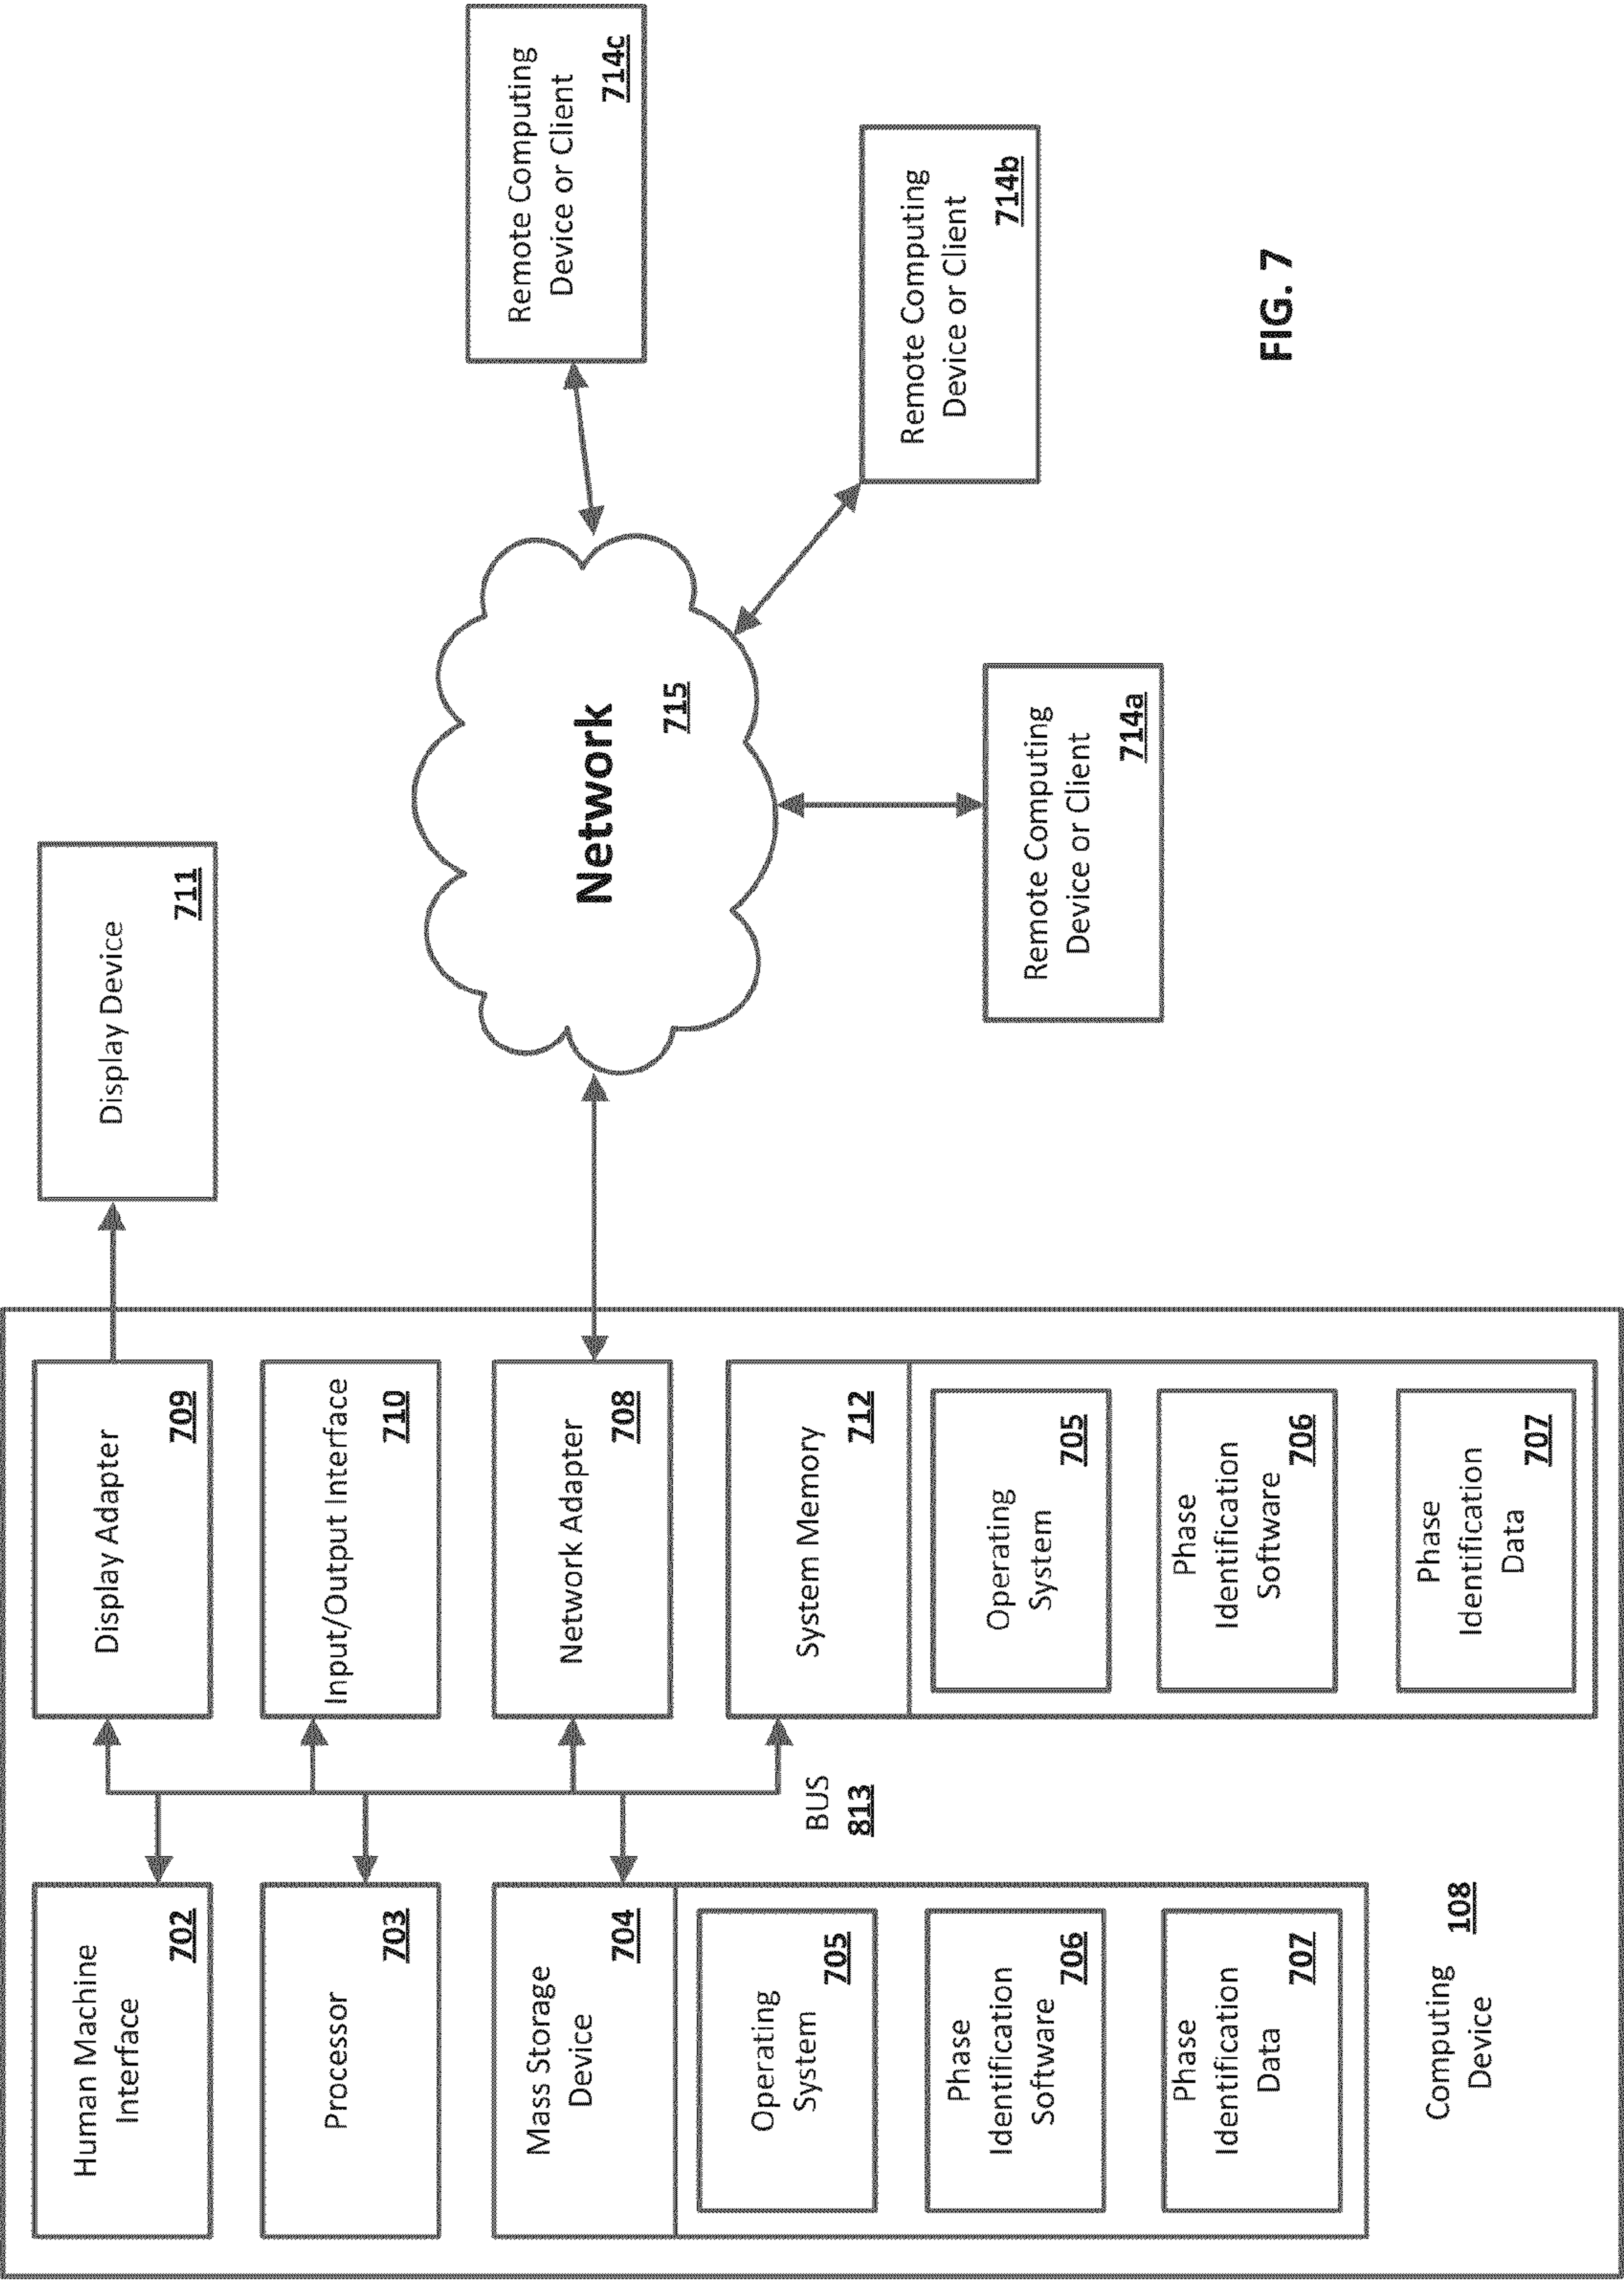 Human Machine
Interface
702
Processor
703
Mass Storage
Device
704
Operating
System
705
Phase
Identification
Software
706
Phase
Identification
Data
707
Computing
Device
108
BUS
813
Display Adapter
709
Input/Output Interface
710
Network Adapter
708
System Memory
712
Operating
System
705
Phase
Identification
Software
706
Phase
Identification
Data
707
Display Device
711
Network
715
Remote Computing
Device or Client
714a
Remote Computing
Device or Client
714b
Remote Computing
Device or Client
714c
FIG. 7